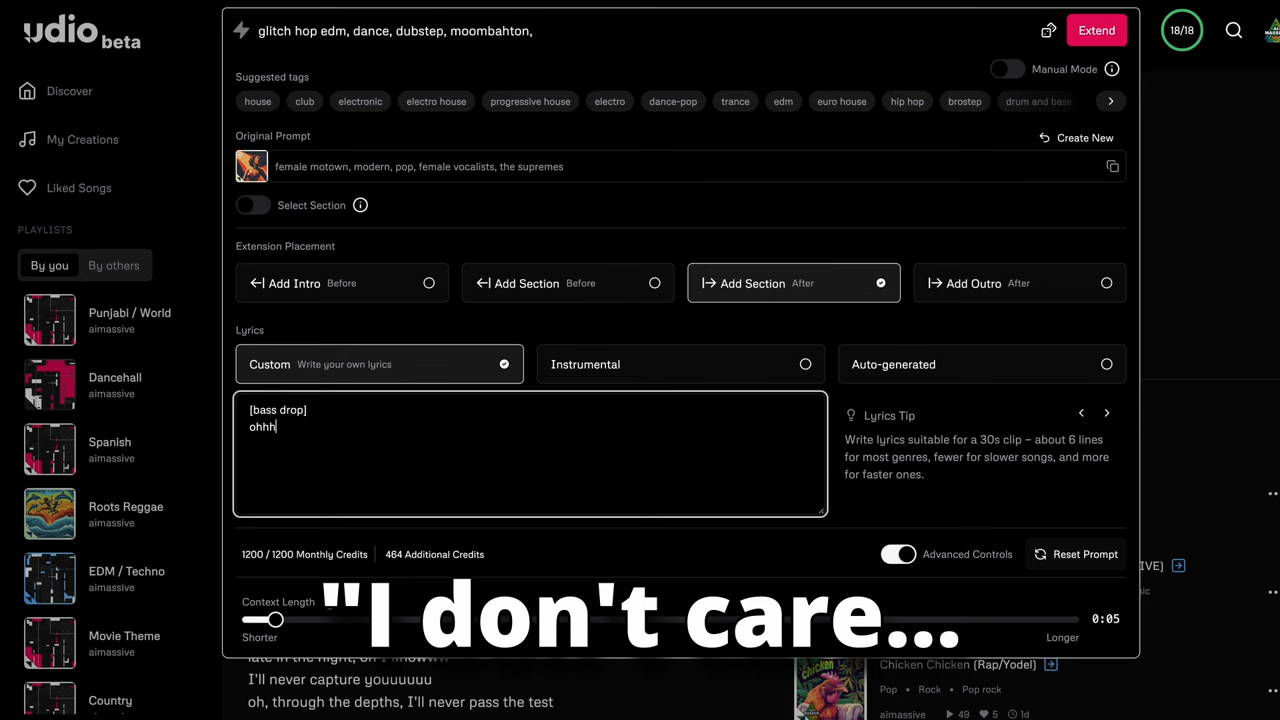 udio beta
Discover
My Creations
Liked Songs
PLAYLISTS
By you
By others
Punjabi / World
aimassive
Dancehall
aimassive
Spanish
aimassive
Roots Reggae
aimassive
EDM / Techno
aimassive
Movie Theme
aimassive
Country
aimassive
glitch hop edm, dance, dubstep, moombahton,
Extend
18/18
Suggested tags
Manual Mode
house club electronic electro house progressive house electro dance-pop trance edm euro house hip hop brostep drum and bass
Original Prompt
Create New
female motown, modern, pop, female vocalists, the supremes
Select Section
Extension Placement
Add Intro Before
Add Section Before
Add Section After
Add Outro After
Lyrics
Custom Write your own lyrics
Instrumental
Auto-generated
[bass drop]
ohhh
Lyrics Tip
Write lyrics suitable for a 30s clip – about 6 lines
for most genres, fewer for slower songs, and more
for faster ones.
1200 / 1200 Monthly Credits
464 Additional Credits
Advanced Controls
Reset Prompt
Context Length
0:05
Shorter
Longer
"I don't care...
I'll never capture youuuuuu
oh, through the depths, I'll never pass the test
Chicken Chicken (Rap/Yodel)
Pop • Rock • Pop rock
aimassive 49 5 1d